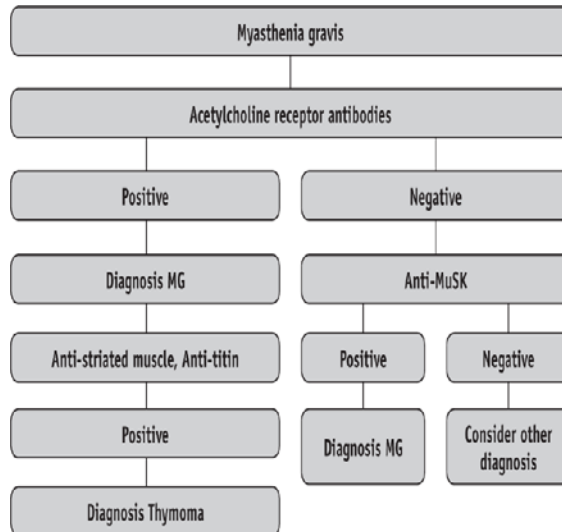 Myasthenia gravis
Acetylcholine receptor antibodies
Positive
Negative
Diagnosis MG
Anti-MuSK
Anti-striated muscle, Anti-titin
Positive
Negative
Positive
Diagnosis MG
Consider other
diagnosis
Diagnosis Thymoma